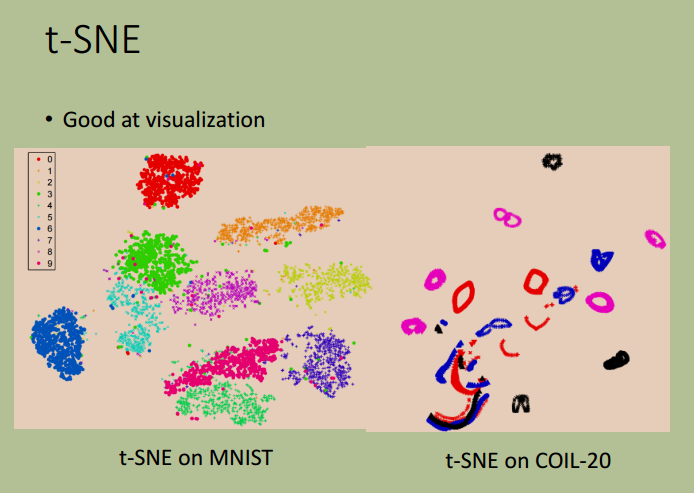 t-SNE
• Good at visualization
0
1
2
3
4
5
6
7
8
9
t-SNE on MNIST
t-SNE on COIL-20